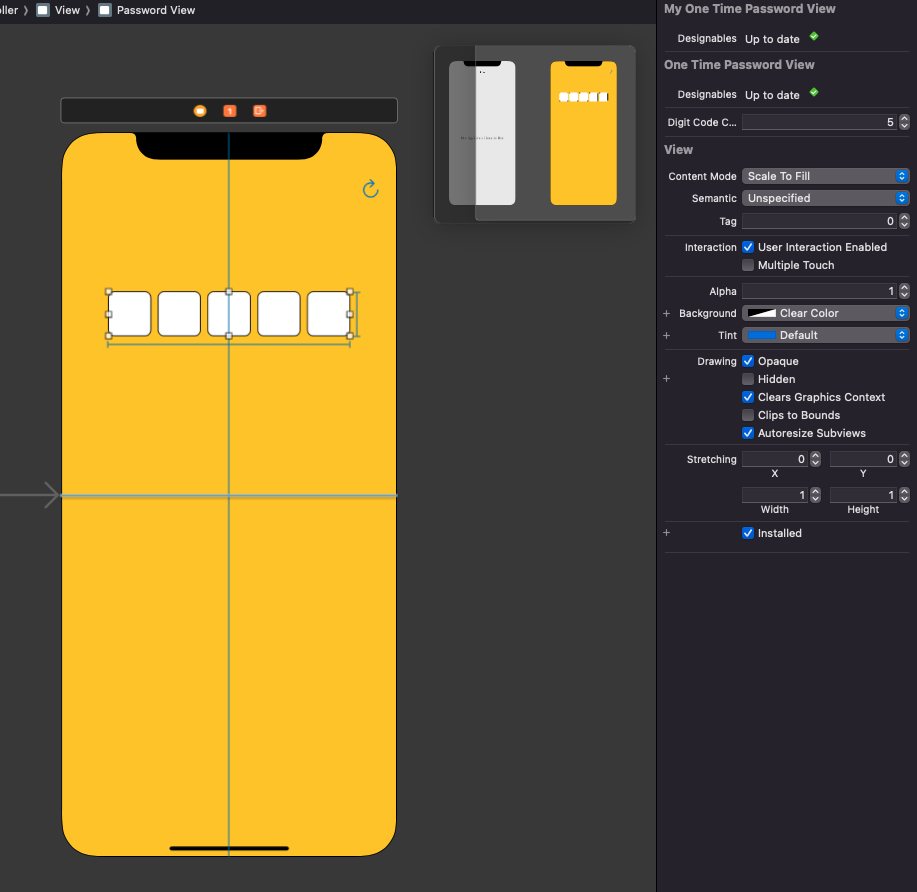 ller 〉 View 〉 Password View
My One Time Password View
Designables Up to date
One Time Password View
Designables Up to date
Digit Code C... 5
View
Content Mode Scale To Fill
Semantic Unspecified
Tag 0
Interaction User Interaction Enabled
Multiple Touch
Alpha 1
+ Background Clear Color
+ Tint Default
Drawing Opaque
+ Hidden
Clears Graphics Context
Clips to Bounds
Autoresize Subviews
Stretching 0 0
X Y
1 1
Width Height
+ Installed
1